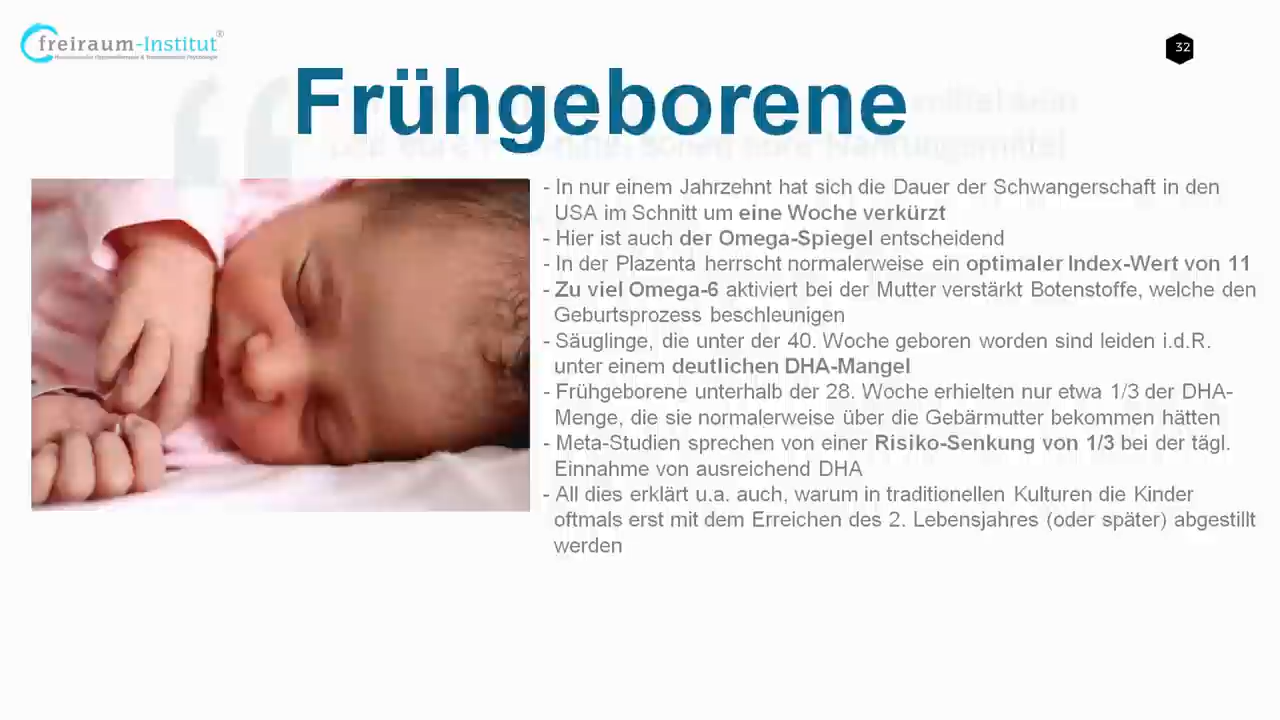 freiraum-Institut®
32
Frühgeborene
- In nur einem Jahrzehnt hat sich die Dauer der Schwangerschaft in den
USA im Schnitt um eine Woche verkürzt
- Hier ist auch der Omega-Spiegel entscheidend
- In der Plazenta herrscht normalerweise ein optimaler Index-Wert von 11
- Zu viel Omega-6 aktiviert bei der Mutter verstärkt Botenstoffe, welche den
Geburtsprozess beschleunigen
- Säuglinge, die unter der 40. Woche geboren worden sind leiden i.d.R.
unter einem deutlichen DHA-Mangel
- Frühgeborene unterhalb der 28. Woche erhielten nur etwa 1/3 der DHA-
Menge, die sie normalerweise über die Gebärmutter bekommen hätten
- Meta-Studien sprechen von einer Risiko-Senkung von 1/3 bei der tägl.
Einnahme von ausreichend DHA
- All dies erklärt u.a. auch, warum in traditionellen Kulturen die Kinder
oftmals erst mit dem Erreichen des 2. Lebensjahres (oder später) abgestillt
werden